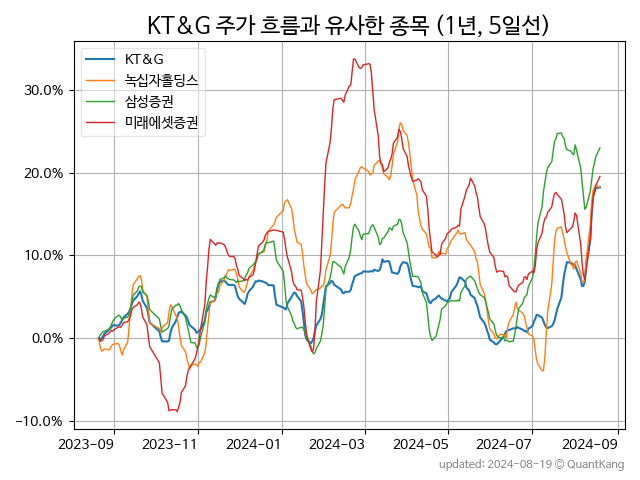 KT&G 주가 흐름과 유사한 종목 (1년, 5일선)
KT&G
녹십자홀딩스
삼성증권
미래에셋증권
30.0%
20.0%
10.0%
0.0%
−10.0%
2023-09 2023-11 2024-01 2024-03 2024-05 2024-07 2024-09
updated: 2024-08-19 © QuantKang